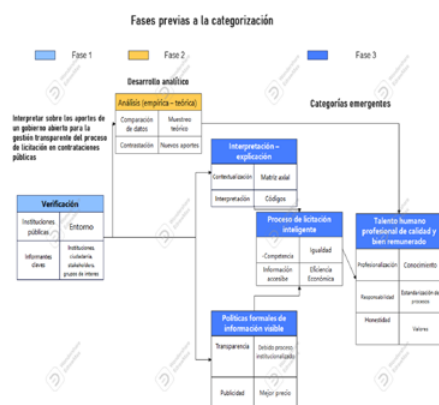 Fases previas a la categorización
Fase 1
Fase 2
Fase 3
Desarrollo analítico
Categorías emergentes
Interpretar sobre los aportes de
un gobierno abierto para la
gestión transparente del proceso
de licitación en contrataciones
públicas
Análisis (empírica – teórica)
Comparación
de datos
Muestreo
teórico
Contrastación
Nuevos aportes
Verificación
Instituciones
públicas
Entorno
Informantes
claves
Instituciones,
ciudadanía,
stakeholders,
grupos de interes
Interpretación –
explicación
Contextualización
Matriz axial
Interpretación
Códigos
Proceso de licitación
inteligente
-Competencia
Igualdad
Información
accesible
Eficiencia
Económica
Políticas formales de
información visible
Transparencia
Debido proceso
institucionalizado
Publicidad
Mejor precio
Talento humano
profesional de calidad y
bien remunerado
Profesionalización
Conocimiento
Responsabilidad
Estandarización de
procesos
Honestidad
Valores